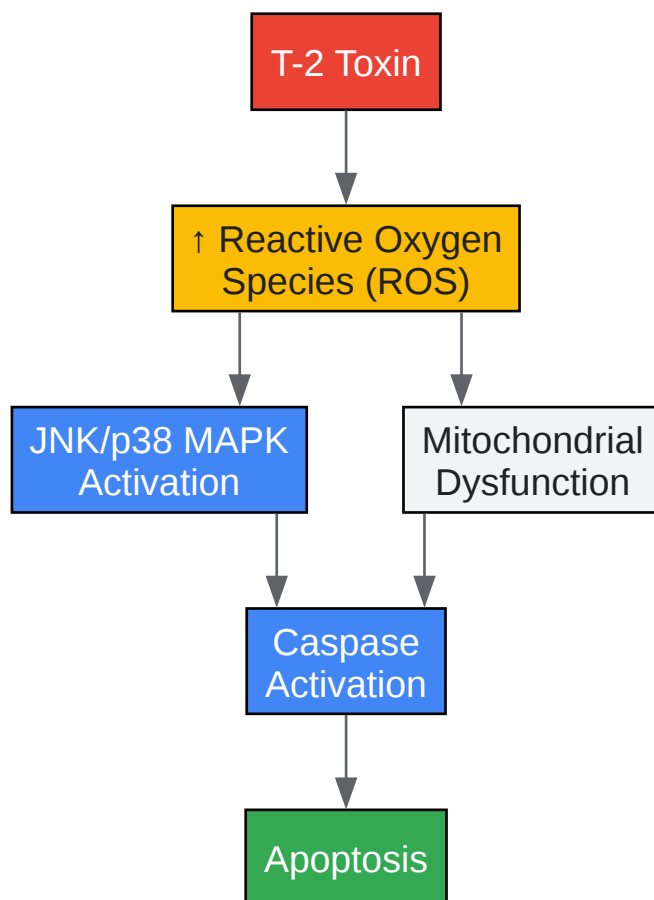 T-2 Toxin
↑ Reactive Oxygen
Species (ROS)
JNK/p38 MAPK
Activation
Mitochondrial
Dysfunction
Caspase
Activation
Apoptosis